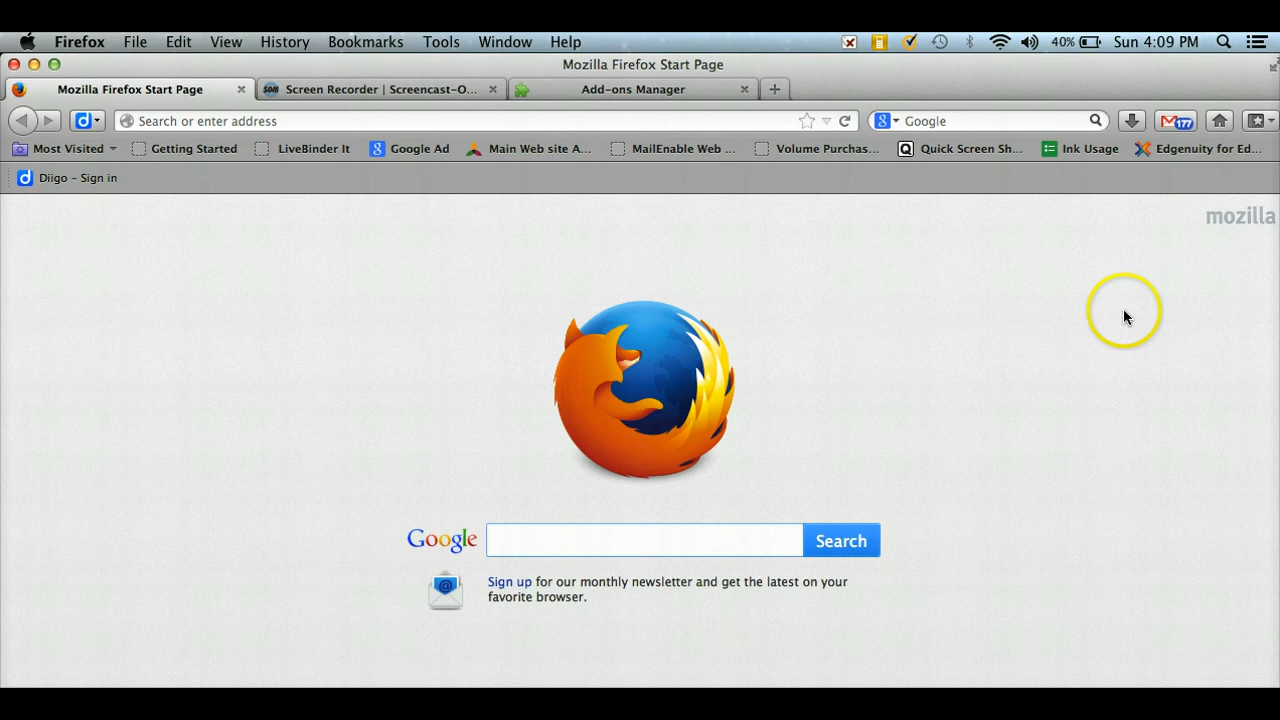 Firefox File Edit View History Bookmarks Tools Window Help 40% Sun 4:09 PM
Mozilla Firefox Start Page
Mozilla Firefox Start Page Screen Recorder | Screencast-O... Add-ons Manager
Search or enter address Google 177
Most Visited Getting Started LiveBinder It Google Ad Main Web site A... MailEnable Web ... Volume Purchas... Quick Screen Sh... Ink Usage Edgenuity for Ed...
Diigo - Sign in
mozilla
Google Search
Sign up for our monthly newsletter and get the latest on your
favorite browser.